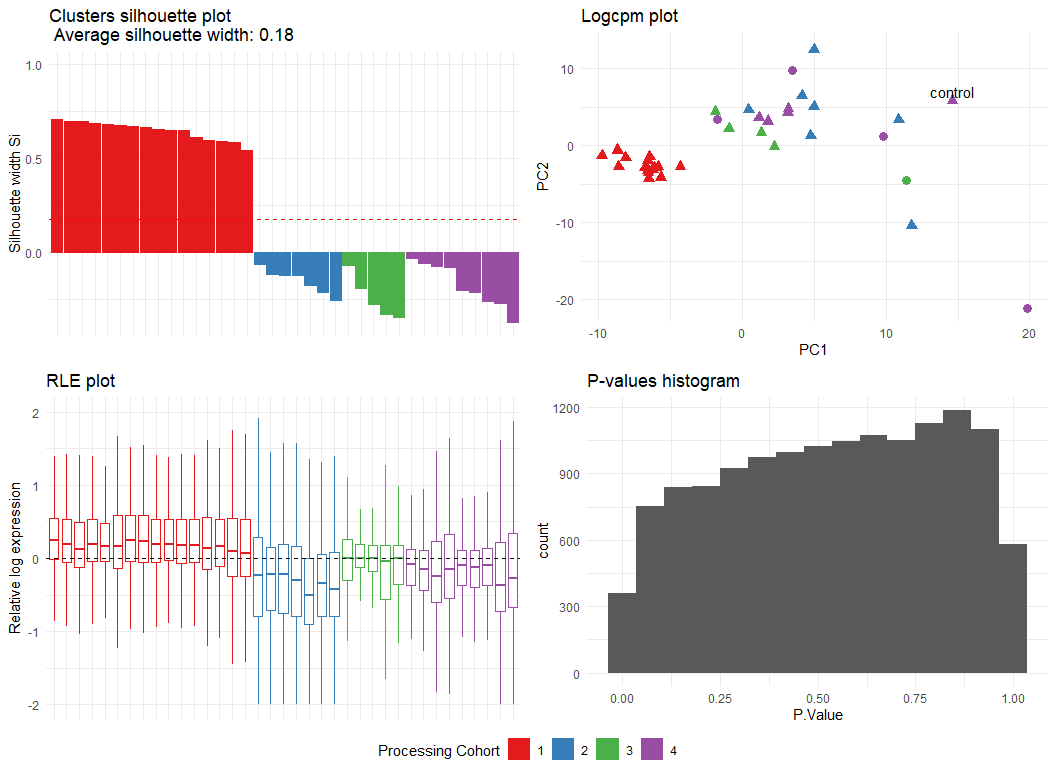 Clusters silhouette plot
Average silhouette width: 0.18
Silhouette width Si
1.0
0.5
0.0
Logcpm plot
control
PC2
10
0
-10
-20
-10
0
10
20
PC1
RLE plot
Relative log expression
2
1
0
-1
-2
P-values histogram
count
1200
900
600
300
0
0.00
0.25
0.50
0.75
1.00
P.Value
Processing Cohort 1 2 3 4